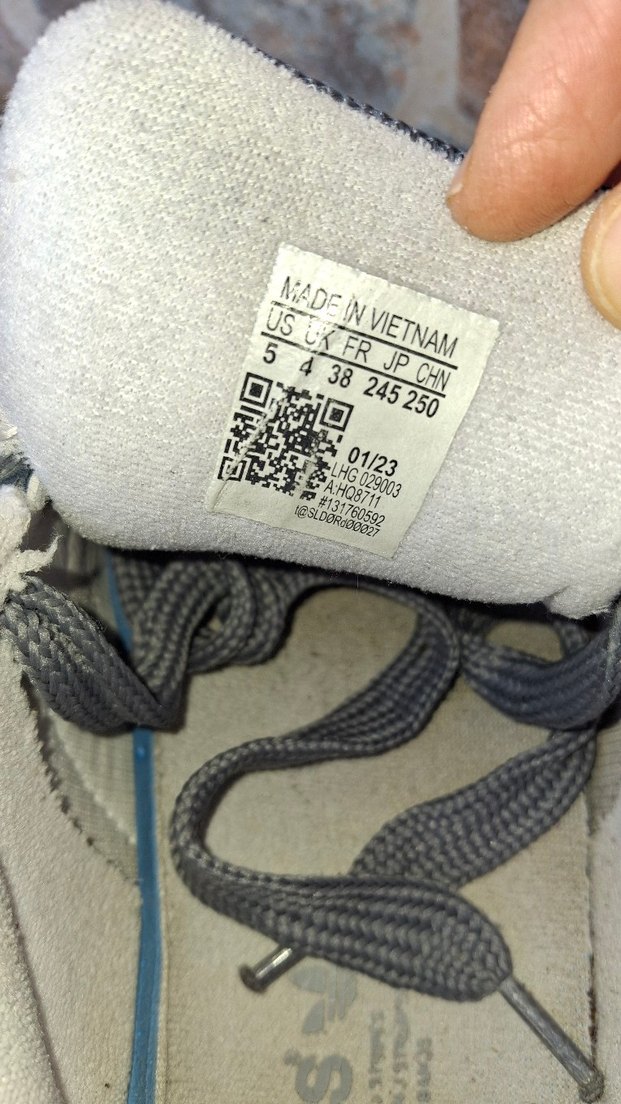 MADE IN VIETNAM
US UK FR JP CHN
5 4 38 245 250
01/23
LHG 029003
A:HQ8711
#131760592